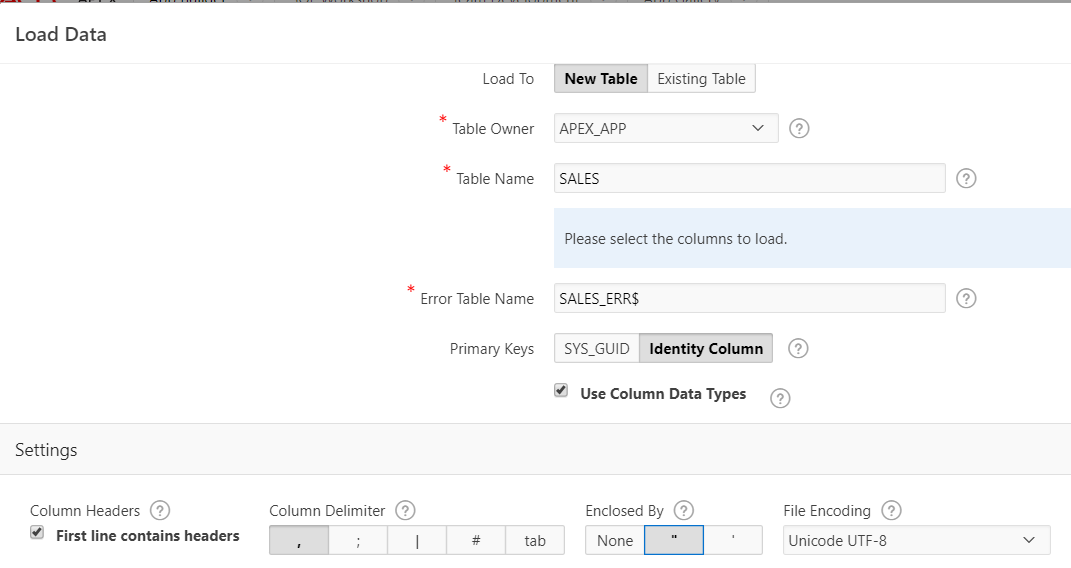 Load Data
Load To New Table Existing Table
* Table Owner APEX_APP ?
* Table Name SALES ?
Please select the columns to load.
* Error Table Name SALES_ERR$ ?
Primary Keys SYS_GUID Identity Column ?
Use Column Data Types ?
Settings
Column Headers ? Column Delimiter ? Enclosed By ? File Encoding ?
First line contains headers , ; | # tab None " ' Unicode UTF-8